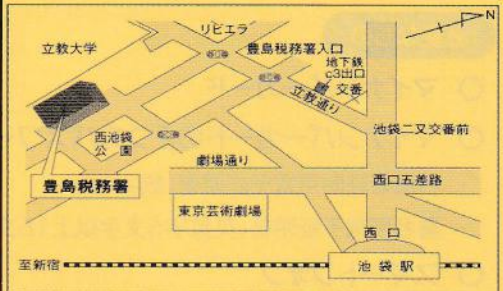 N
リビエラ
立教大学
豊島税務署入口
地下鉄
c3出口
交番
立教通り
池袋二又交番前
西池袋
公園
劇場通り
豊島税務署
西口五差路
東京芸術劇場
西口
至新宿
池袋駅